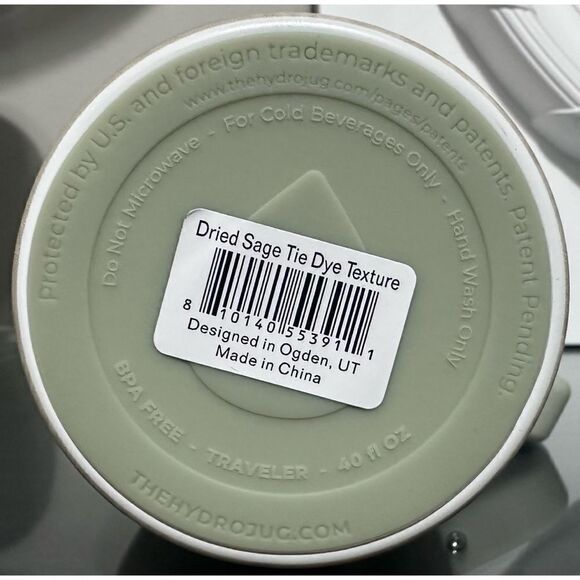 Protected by U.S. and foreign trademarks and patents. Patent Pending.
www.thehydrojug.com/pages/patents
Do Not Microwave - For Cold Beverages Only - Hand Wash Only
Dried Sage Tie Dye Texture
8 10140 55391 1
Designed in Ogden, UT
Made in China
BPA FREE - TRAVELER - 40 fl oz
THEHYDROJUG.COM